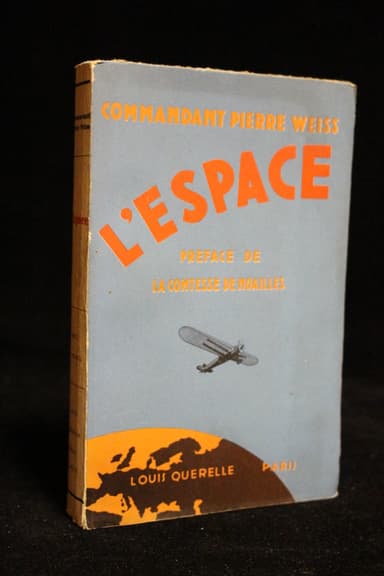 COMMANDANT PIERRE WEISS
L'ESPACE
PRÉFACE DE
LA COMTESSE DE NOAILLES
LOUIS QUERELLE PARIS